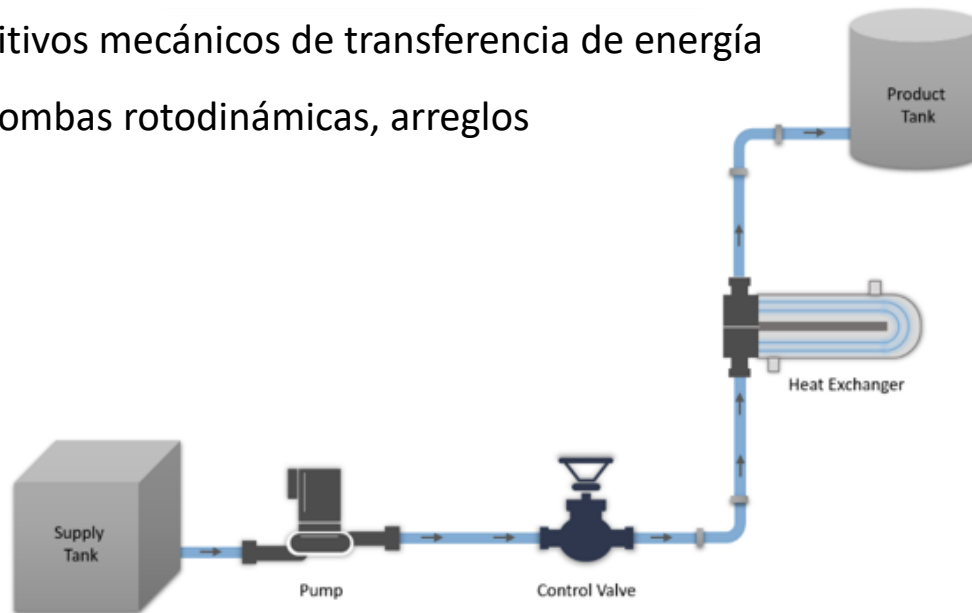 itivos mecánicos de transferencia de energía
ombas rotodinámicas, arreglos
Product
Tank
Heat Exchanger
Supply
Tank
Pump
Control Valve